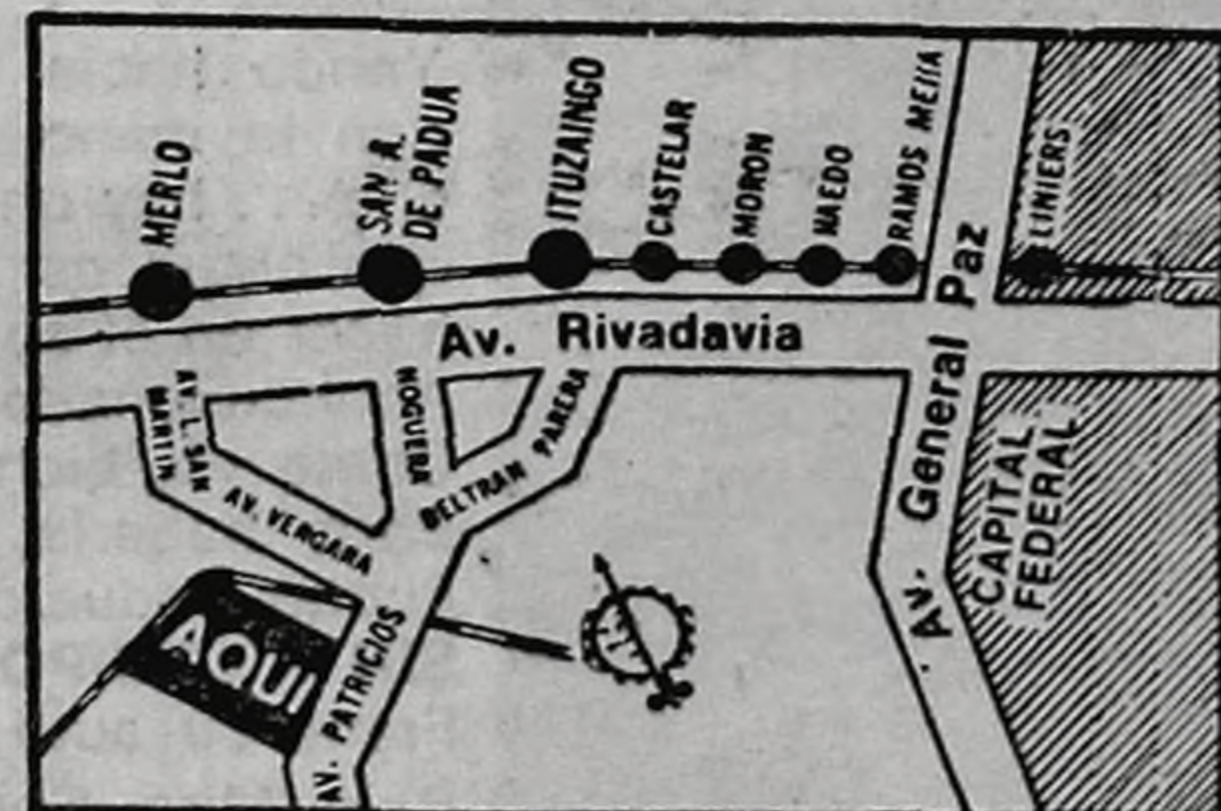 MERLO
SAN A.
DE PADUA
ITUZAINGO
CASTELAR
MORON
HAEDO
RAMOS MEJIA
LINIERS
Av. Rivadavia
Av. General Paz
AV. L. SAN
MARTIN
NOGUERA
BELTRAN PARERA
AV. VERGARA
CAPITAL
FEDERAL
AQUI
AV. PATRICIOS